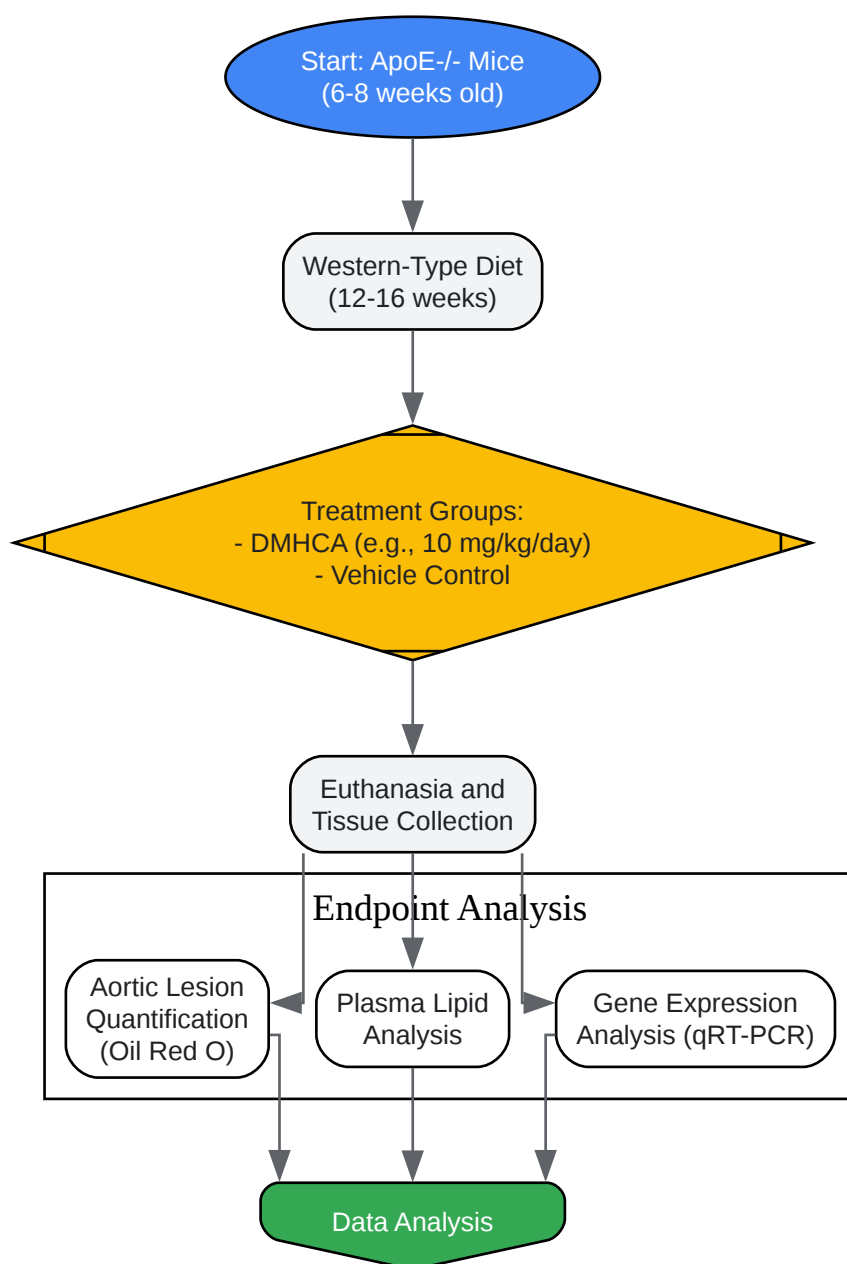 Start: ApoE-/- Mice
(6-8 weeks old)
Western-Type Diet
(12-16 weeks)
Treatment Groups:
- DMHCA (e.g., 10 mg/kg/day)
- Vehicle Control
Euthanasia and
Tissue Collection
Endpoint Analysis
Aortic Lesion
Quantification
(Oil Red O)
Plasma Lipid
Analysis
Gene Expression
Analysis (qRT-PCR)
Data Analysis